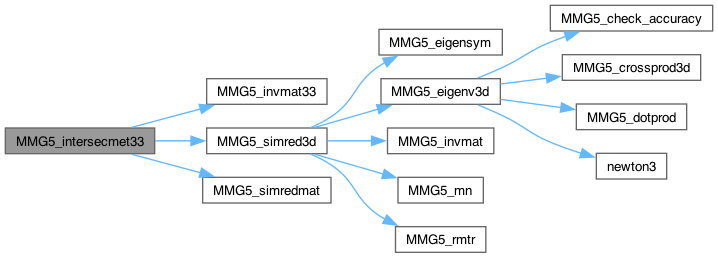 MMG5_intersecmet33
MMG5_invmat33
MMG5_simred3d
MMG5_simredmat
MMG5_eigensym
MMG5_eigenv3d
MMG5_invmat
MMG5_mn
MMG5_rmtr
MMG5_check_accuracy
MMG5_crossprod3d
MMG5_dotprod
newton3